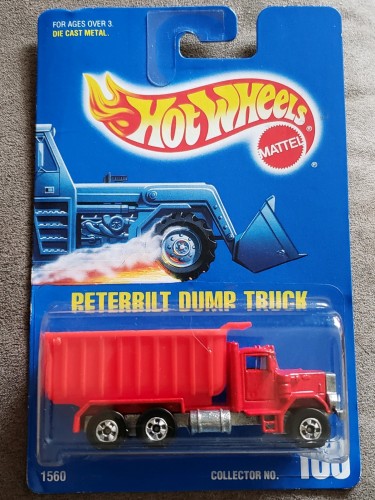 FOR AGES OVER 3.
DIE CAST METAL.
HOT WHEELS
®
MATTEL
®
PETERBILT DUMP TRUCK
1560
COLLECTOR NO.